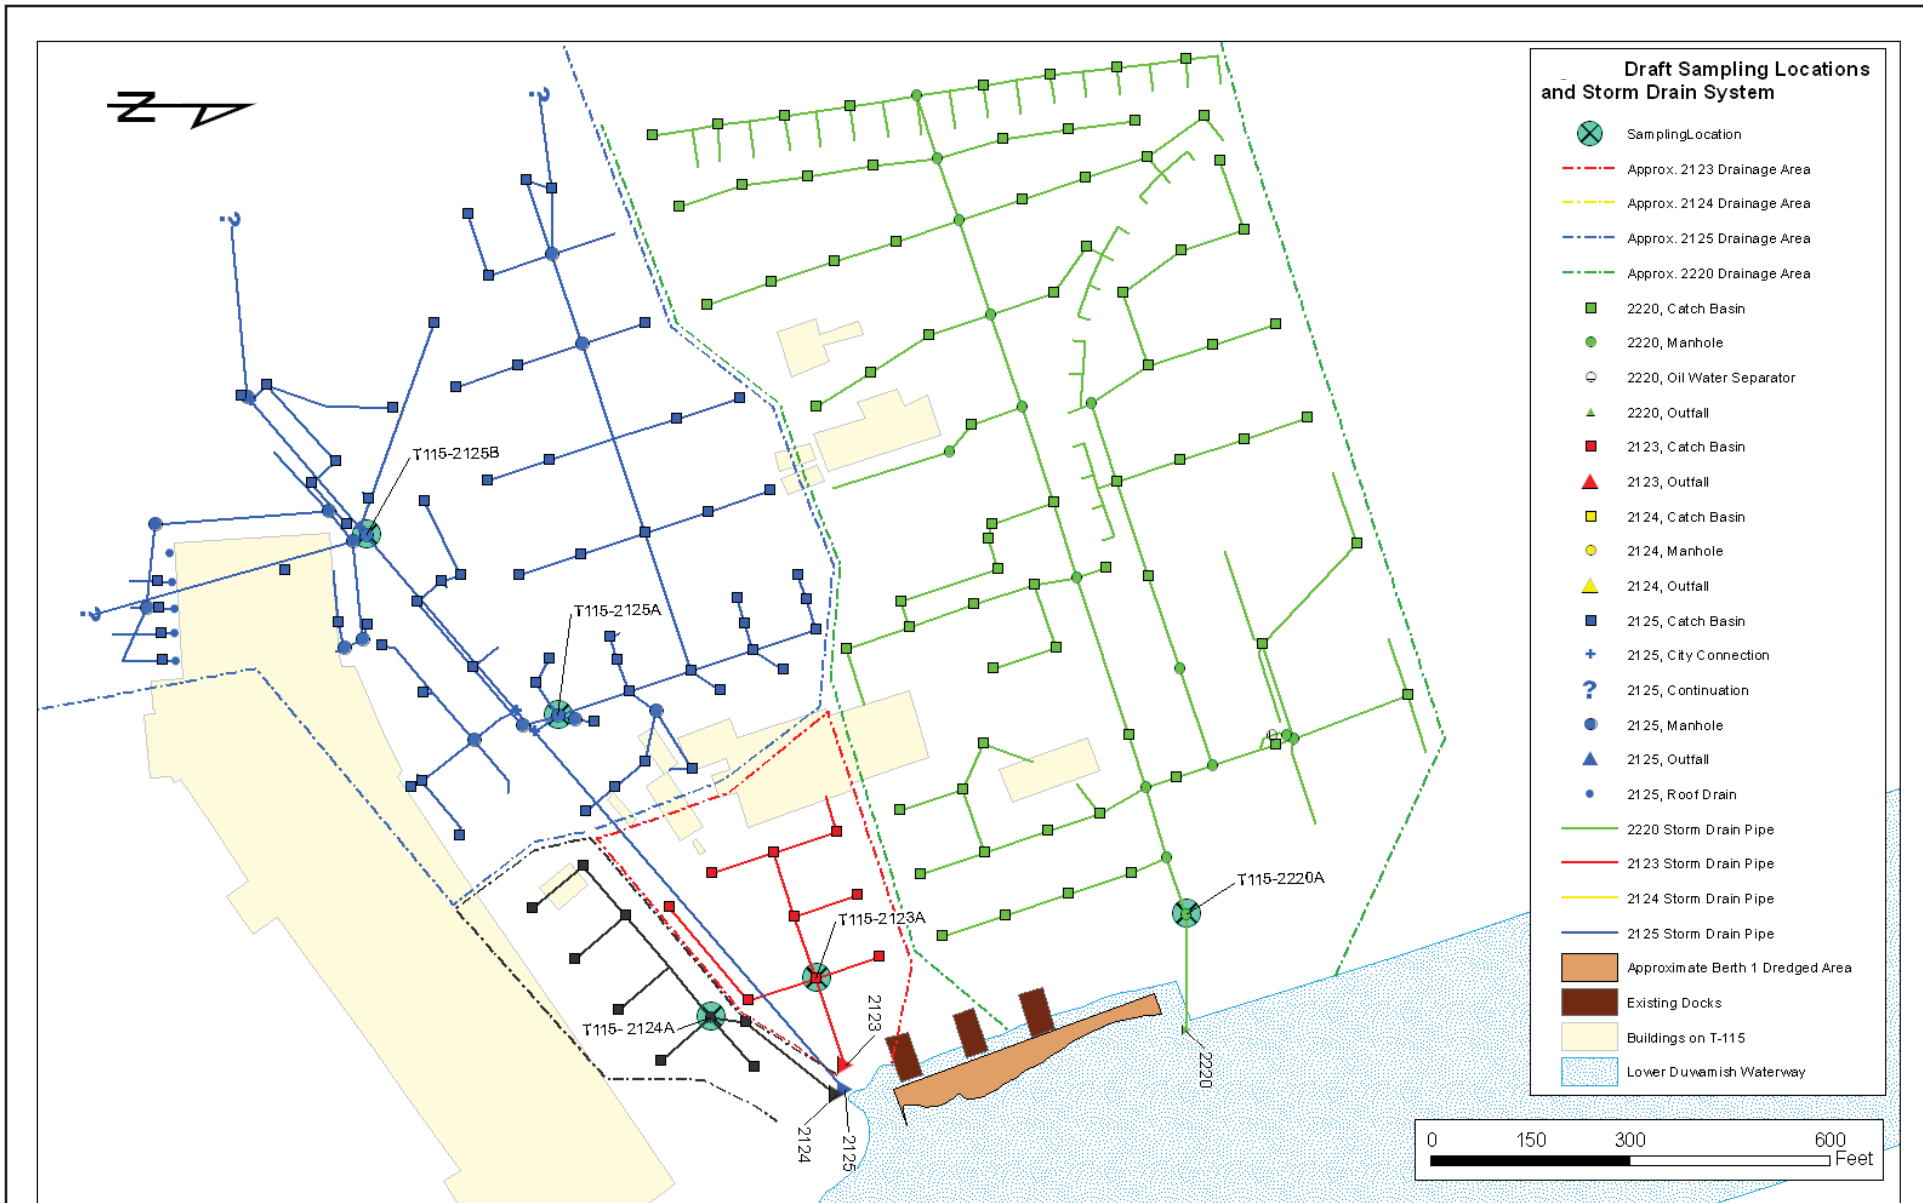 N
?
?
?
T115-2125B
T115-2125A
T115-2123A
T115- 2124A
T115-2220A
2123
2124
2125
2220
Draft Sampling Locations
and Storm Drain System
SamplingLocation
Approx. 2123 Drainage Area
Approx. 2124 Drainage Area
Approx. 2125 Drainage Area
Approx. 2220 Drainage Area
2220, Catch Basin
2220, Manhole
2220, Oil Water Separator
2220, Outfall
2123, Catch Basin
2123, Outfall
2124, Catch Basin
2124, Manhole
2124, Outfall
2125, Catch Basin
2125, City Connection
? 2125, Continuation
2125, Manhole
2125, Outfall
2125, Roof Drain
2220 Storm Drain Pipe
2123 Storm Drain Pipe
2124 Storm Drain Pipe
2125 Storm Drain Pipe
Approximate Berth 1 Dredged Area
Existing Docks
Buildings on T-115
Lower Duwamish Waterway
0 150 300 600
Feet